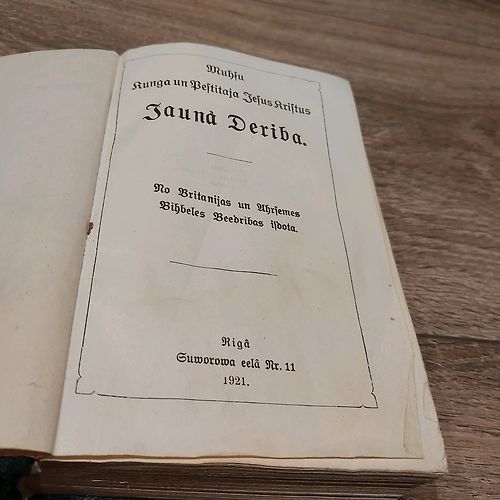 Muhsu
Kunga un Pestitaja Jesus Kristus
Jaunà Deriba.
No Britanijas un Ahrsemes
Bihbeles Beedribas isdota.
Rigâ
Suworowa eelâ Nr. 11
1921.